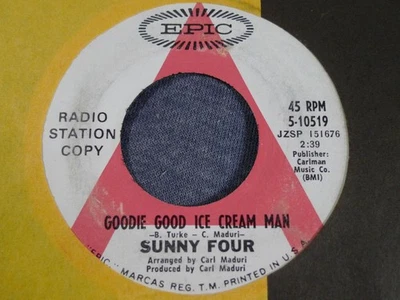 EPIC
RADIO
STATION
COPY
45 RPM
5-10519
JZSP 151676
2:39
Publisher:
Carlman
Music Co.
(BMI)
GOODIE GOOD ICE CREAM MAN
-B. Turke - C. Maduri-
SUNNY FOUR
Arranged by Carl Maduri
Produced by Carl Maduri
EPIC" MARCAS REG. T.M. PRINTED IN U.S.A.